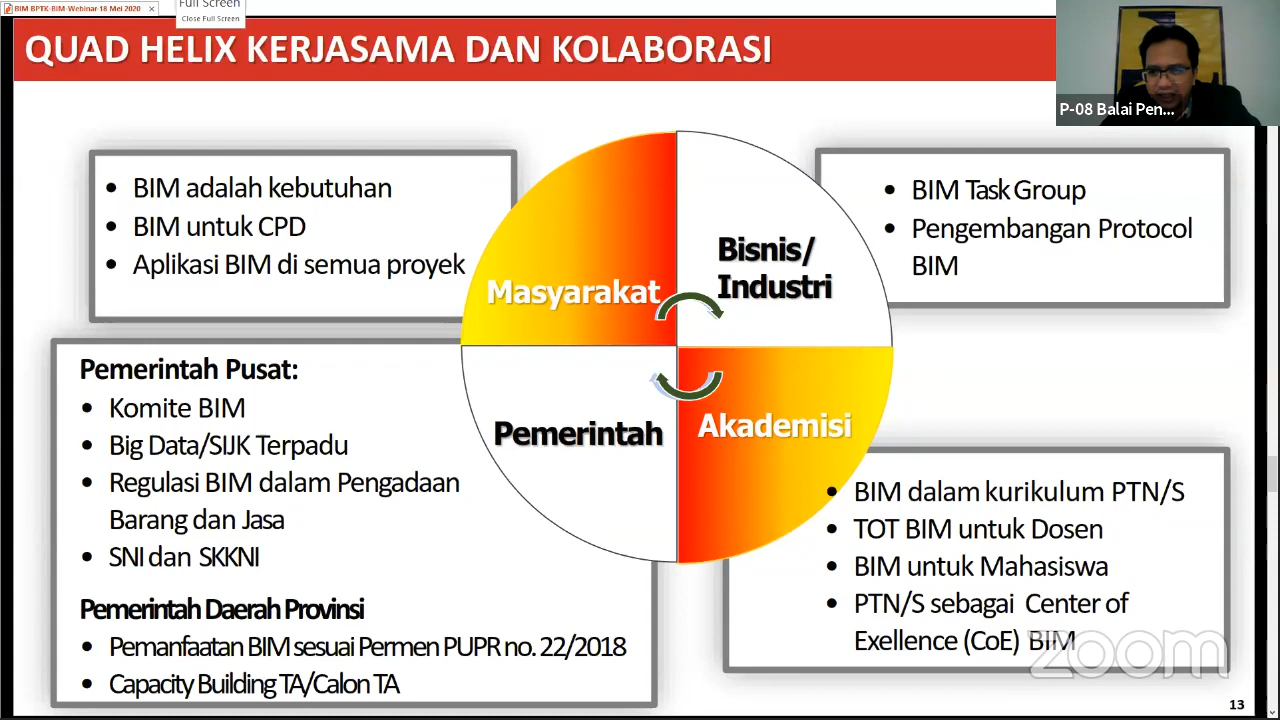 BIM BPTK-BIM-Webinar 18 Mei 2020
Full Screen
Close Full Screen
QUAD HELIX KERJASAMA DAN KOLABORASI
P-08 Balai Pen...
• BIM adalah kebutuhan
• BIM untuk CPD
• Aplikasi BIM di semua proyek
Masyarakat
Bisnis/
Industri
• BIM Task Group
• Pengembangan Protocol
BIM
Pemerintah Pusat:
• Komite BIM
• Big Data/SIJK Terpadu
• Regulasi BIM dalam Pengadaan
Barang dan Jasa
• SNI dan SKKNI
Pemerintah Daerah Provinsi
• Pemanfaatan BIM sesuai Permen PUPR no. 22/2018
• Capacity Building TA/Calon TA
Pemerintah
Akademisi
• BIM dalam kurikulum PTN/S
• TOT BIM untuk Dosen
• BIM untuk Mahasiswa
• PTN/S sebagai Center of
Exellence (CoE) BIM
zoom
13